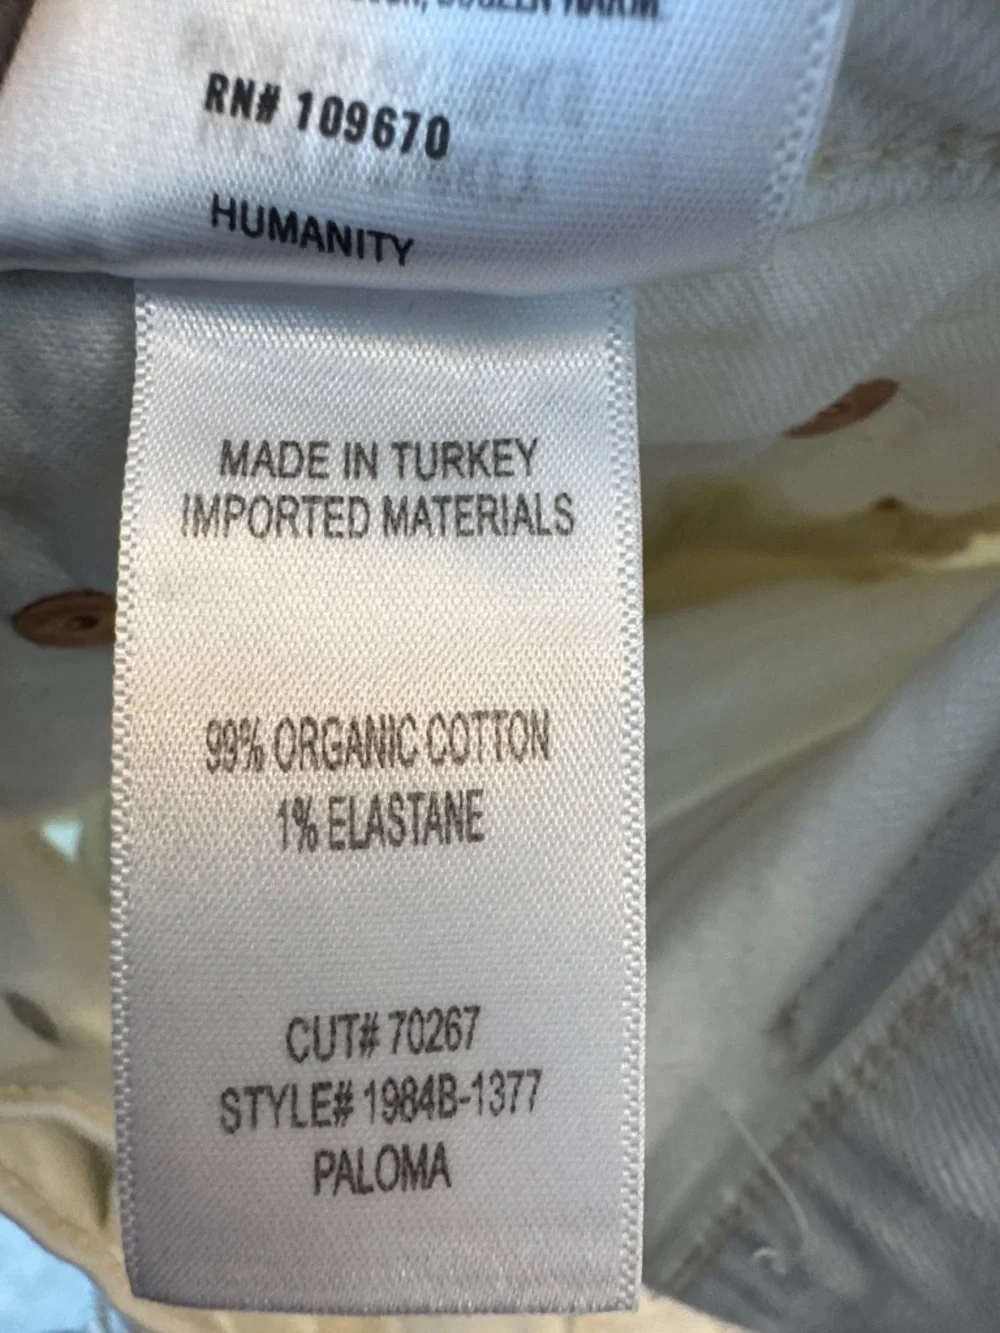 RN# 109670
HUMANITY
MADE IN TURKEY
IMPORTED MATERIALS
99% ORGANIC COTTON
1% ELASTANE
CUT# 70267
STYLE# 1984B-1377
PALOMA